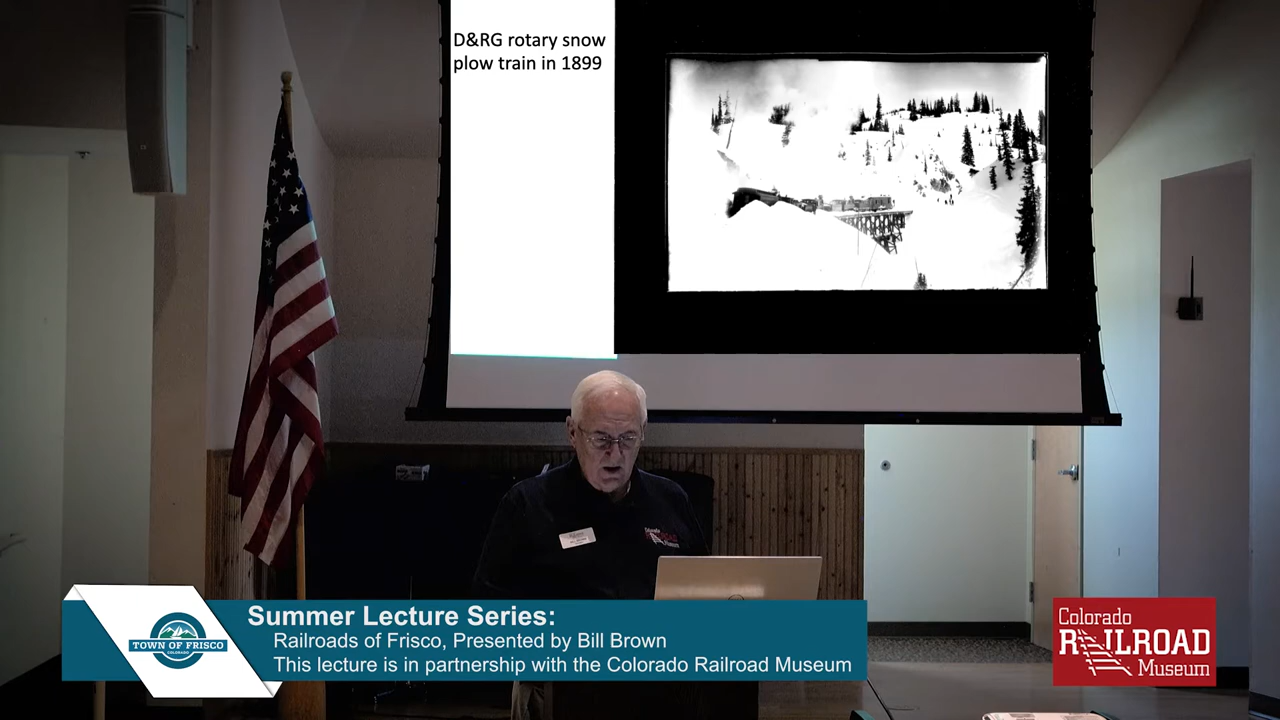 D&RG rotary snow
plow train in 1899
Summer Lecture Series:
Railroads of Frisco, Presented by Bill Brown
This lecture is in partnership with the Colorado Railroad Museum
TOWN OF FRISCO
COLORADO
Colorado
RAILROAD
Museum